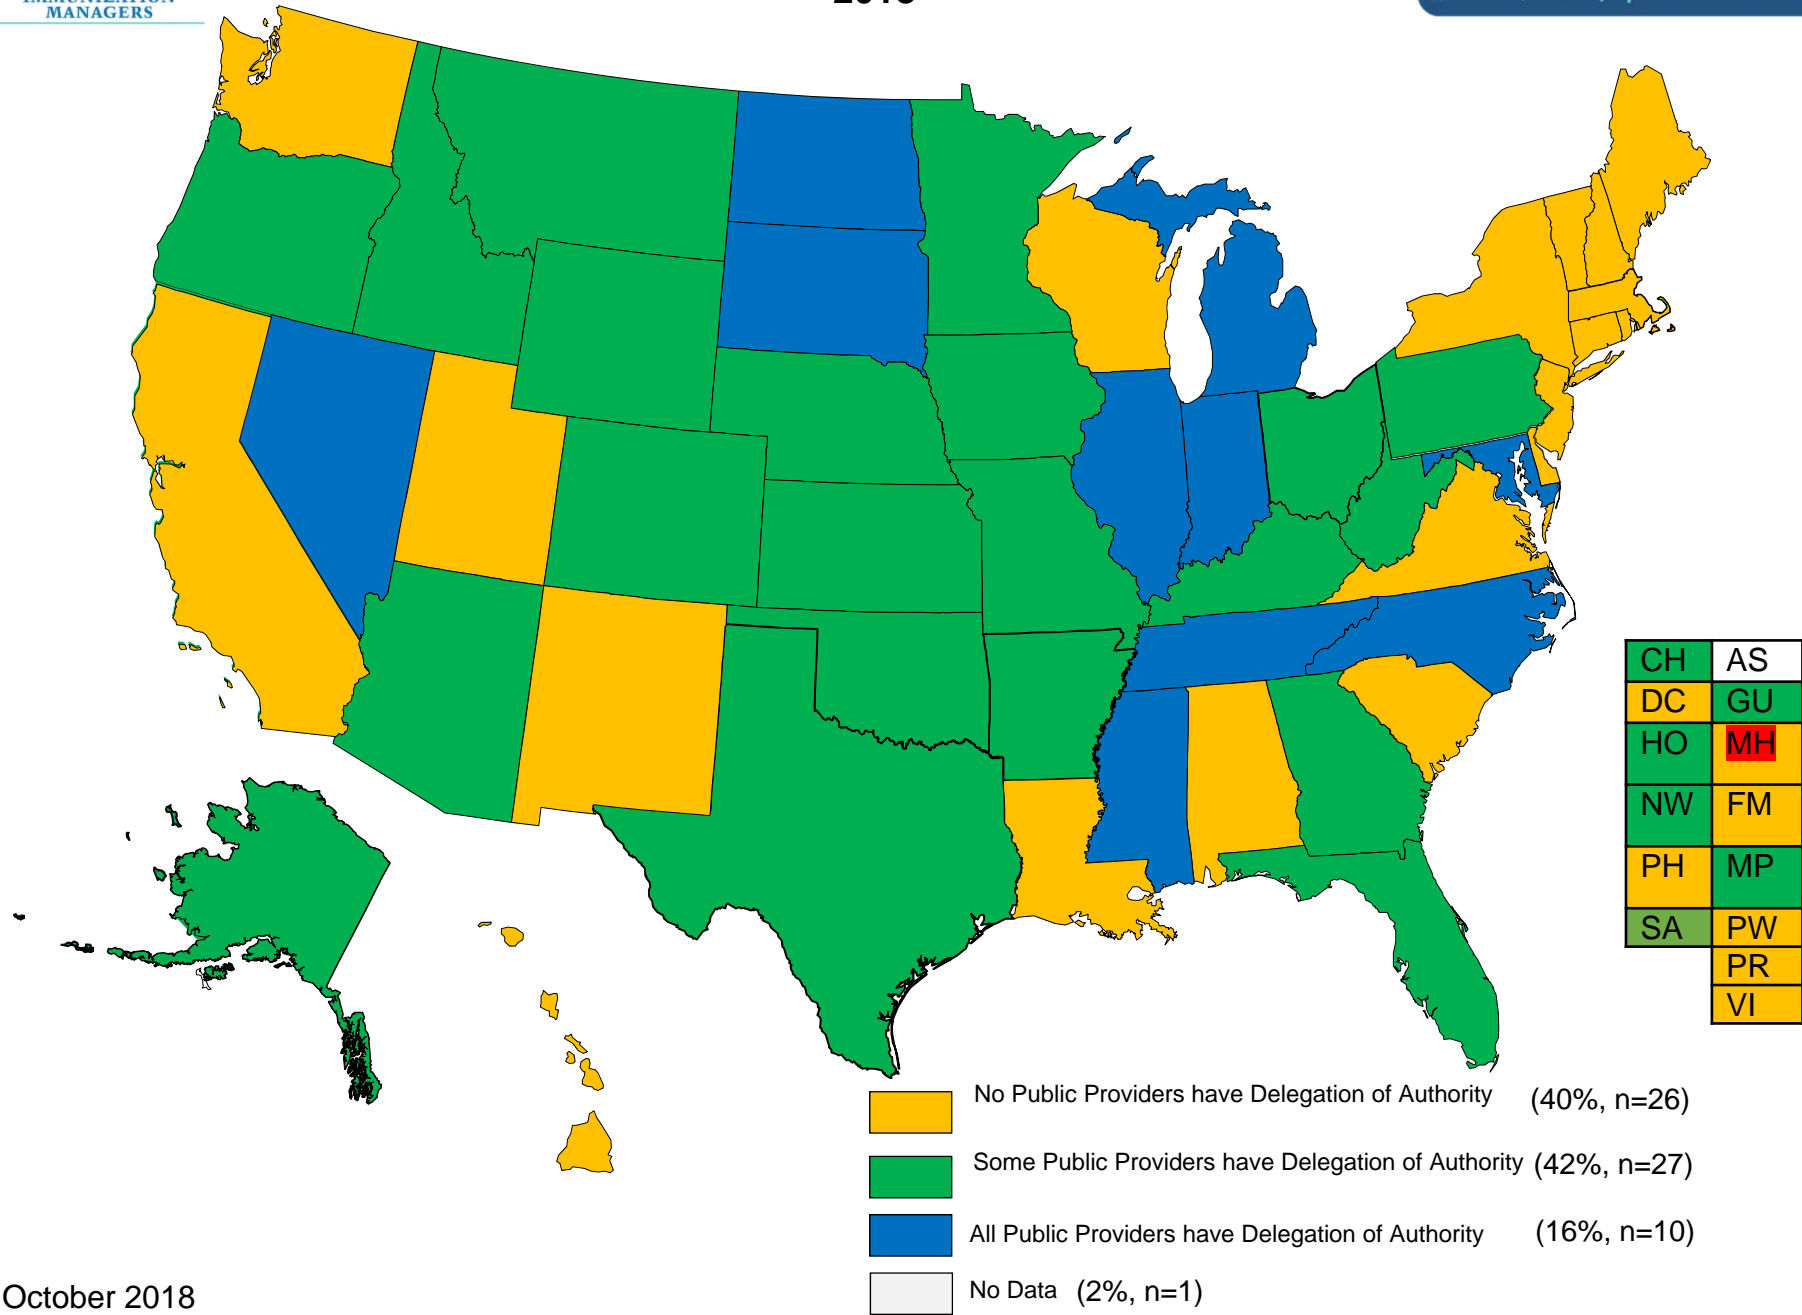 MANAGERS
CH AS
DC GU
HO MH
NW FM
PH MP
SA PW
PR
VI
No Public Providers have Delegation of Authority (40%, n=26)
Some Public Providers have Delegation of Authority (42%, n=27)
All Public Providers have Delegation of Authority (16%, n=10)
No Data (2%, n=1)
October 2018